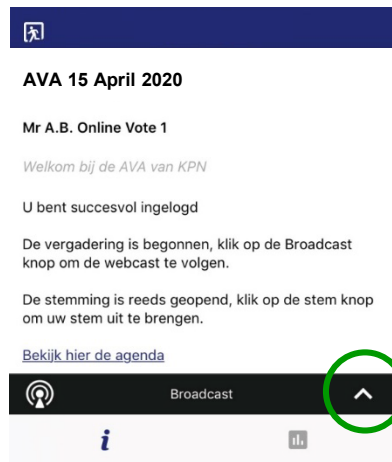 AVA 15 April 2020
Mr A.B. Online Vote 1
Welkom bij de AVA van KPN
U bent succesvol ingelogd
De vergadering is begonnen, klik op de Broadcast
knop om de webcast te volgen.
De stemming is reeds geopend, klik op de stem knop
om uw stem uit te brengen.
Bekijk hier de agenda
Broadcast
i